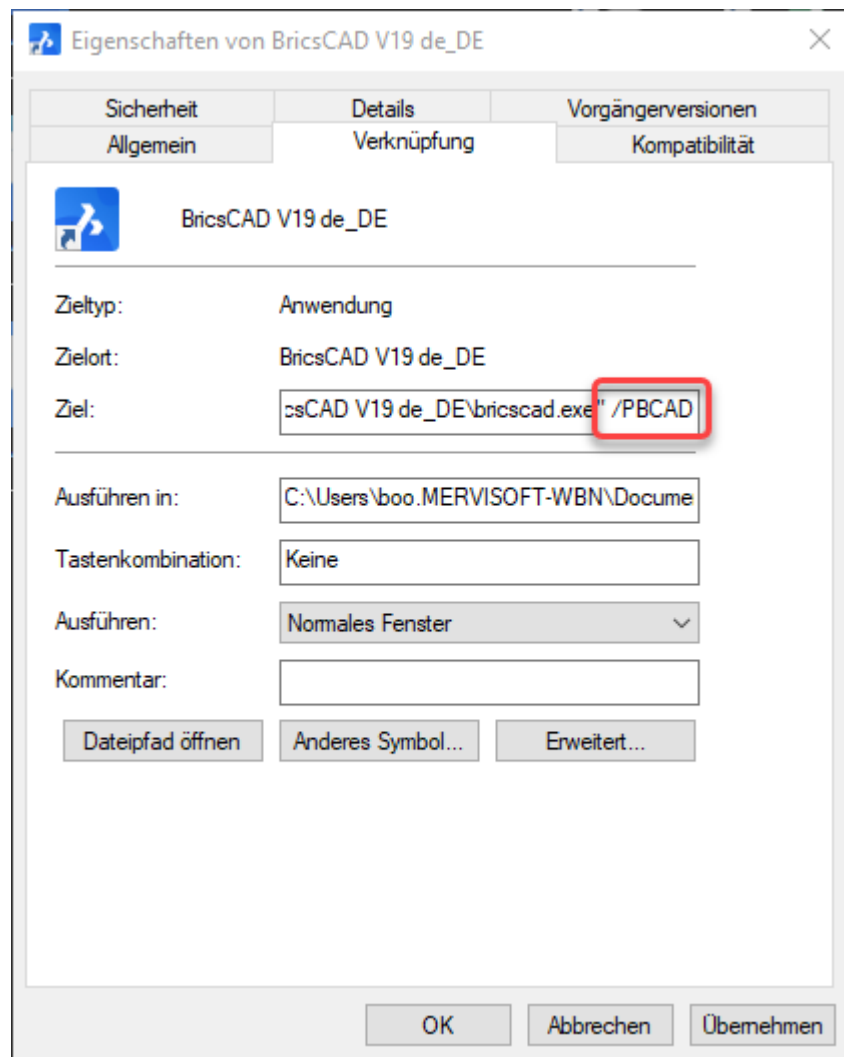 Eigenschaften von BricsCAD V19 de_DE
Sicherheit Details Vorgängerversionen
Allgemein Verknüpfung Kompatibilität
BricsCAD V19 de_DE
Zieltyp: Anwendung
Zielort: BricsCAD V19 de_DE
Ziel: csCAD V19 de_DE\bricscad.exe" /PBCAD
Ausführen in: C:\Users\boo.MERVISOFT-WBN\Docume
Tastenkombination: Keine
Ausführen: Normales Fenster
Kommentar:
Dateipfad öffnen Anderes Symbol... Erweitert...
OK Abbrechen Übernehmen